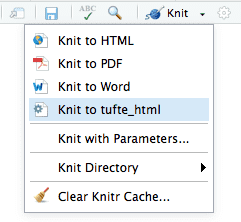 ABC
Knit
Knit to HTML
Knit to PDF
Knit to Word
Knit to tufte_html
Knit with Parameters...
Knit Directory
Clear Knitr Cache...